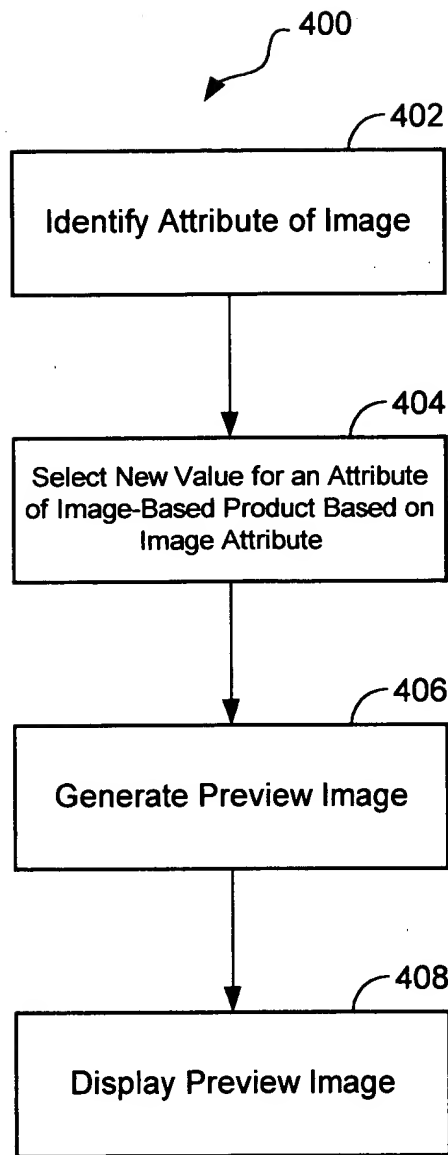 400
402
Identify Attribute of Image
404
Select New Value for an Attribute
of Image-Based Product Based on
Image Attribute
406
Generate Preview Image
408
Display Preview Image